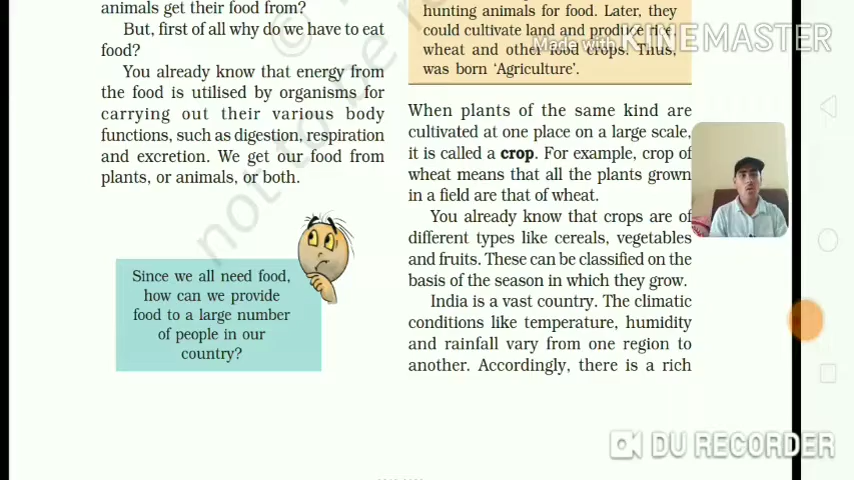 animals get their food from?
But, first of all why do we have to eat
food?
You already know that energy from
the food is utilised by organisms for
carrying out their various body
functions, such as digestion, respiration
and excretion. We get our food from
plants, or animals, or both.
Since we all need food,
how can we provide
food to a large number
of people in our
country?
hunting animals for food. Later, they
could cultivate land and produce rice,
wheat and other food crops. Thus,
was born ‘Agriculture’.
When plants of the same kind are
cultivated at one place on a large scale,
it is called a crop. For example, crop of
wheat means that all the plants grown
in a field are that of wheat.
You already know that crops are of
different types like cereals, vegetables
and fruits. These can be classified on the
basis of the season in which they grow.
India is a vast country. The climatic
conditions like temperature, humidity
and rainfall vary from one region to
another. Accordingly, there is a rich
©
not to be re
Made with KINEMASTER
DU RECORDER